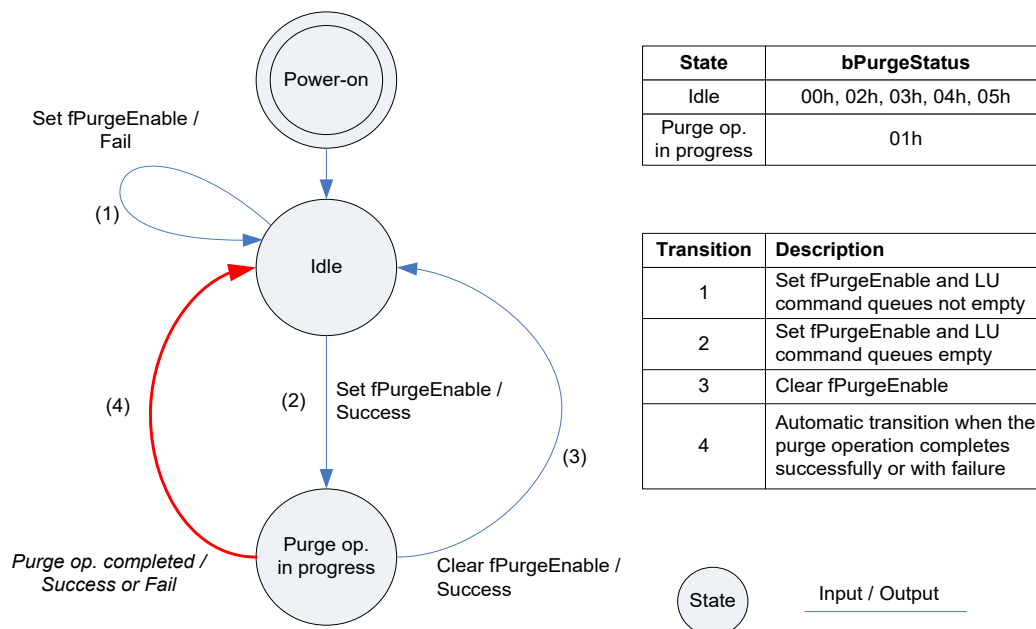 Power-on
Set fPurgeEnable /
Fail
(1)
Idle
(4)
(2)
Set fPurgeEnable /
Success
(3)
Purge op. completed /
Success or Fail
Purge op.
in progress
Clear fPurgeEnable /
Success
State bPurgeStatus
Idle 00h, 02h, 03h, 04h, 05h
Purge op.
in progress 01h
Transition Description
1 Set fPurgeEnable and LU
command queues not empty
2 Set fPurgeEnable and LU
command queues empty
3 Clear fPurgeEnable
4 Automatic transition when the
purge operation completes
successfully or with failure
State
Input / Output